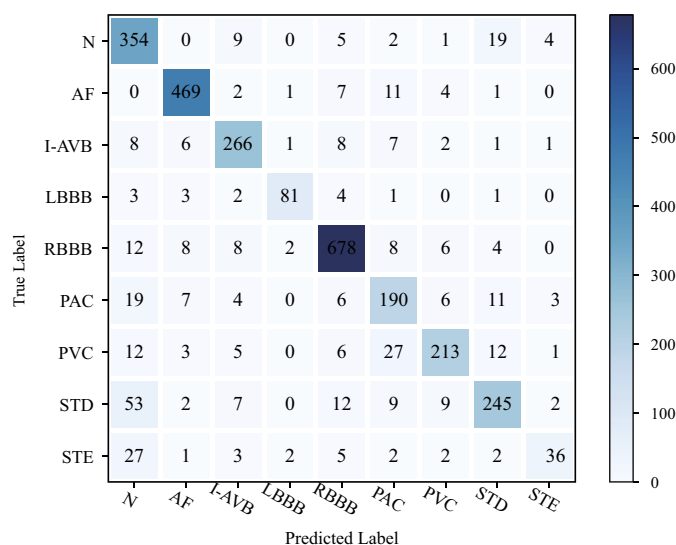 N 354 0 9 0 5 2 1 19 4
AF 0 469 2 1 7 11 4 1 0
I-AVB 8 6 266 1 8 7 2 1 1
LBBB 3 3 2 81 4 1 0 1 0
RBBB 12 8 8 2 678 8 6 4 0
PAC 19 7 4 0 6 190 6 11 3
PVC 12 3 5 0 6 27 213 12 1
STD 53 2 7 0 12 9 9 245 2
STE 27 1 3 2 5 2 2 2 36
N AF I-AVB LBBB RBBB PAC PVC STD STE
Predicted Label
True Label
600
500
400
300
200
100
0